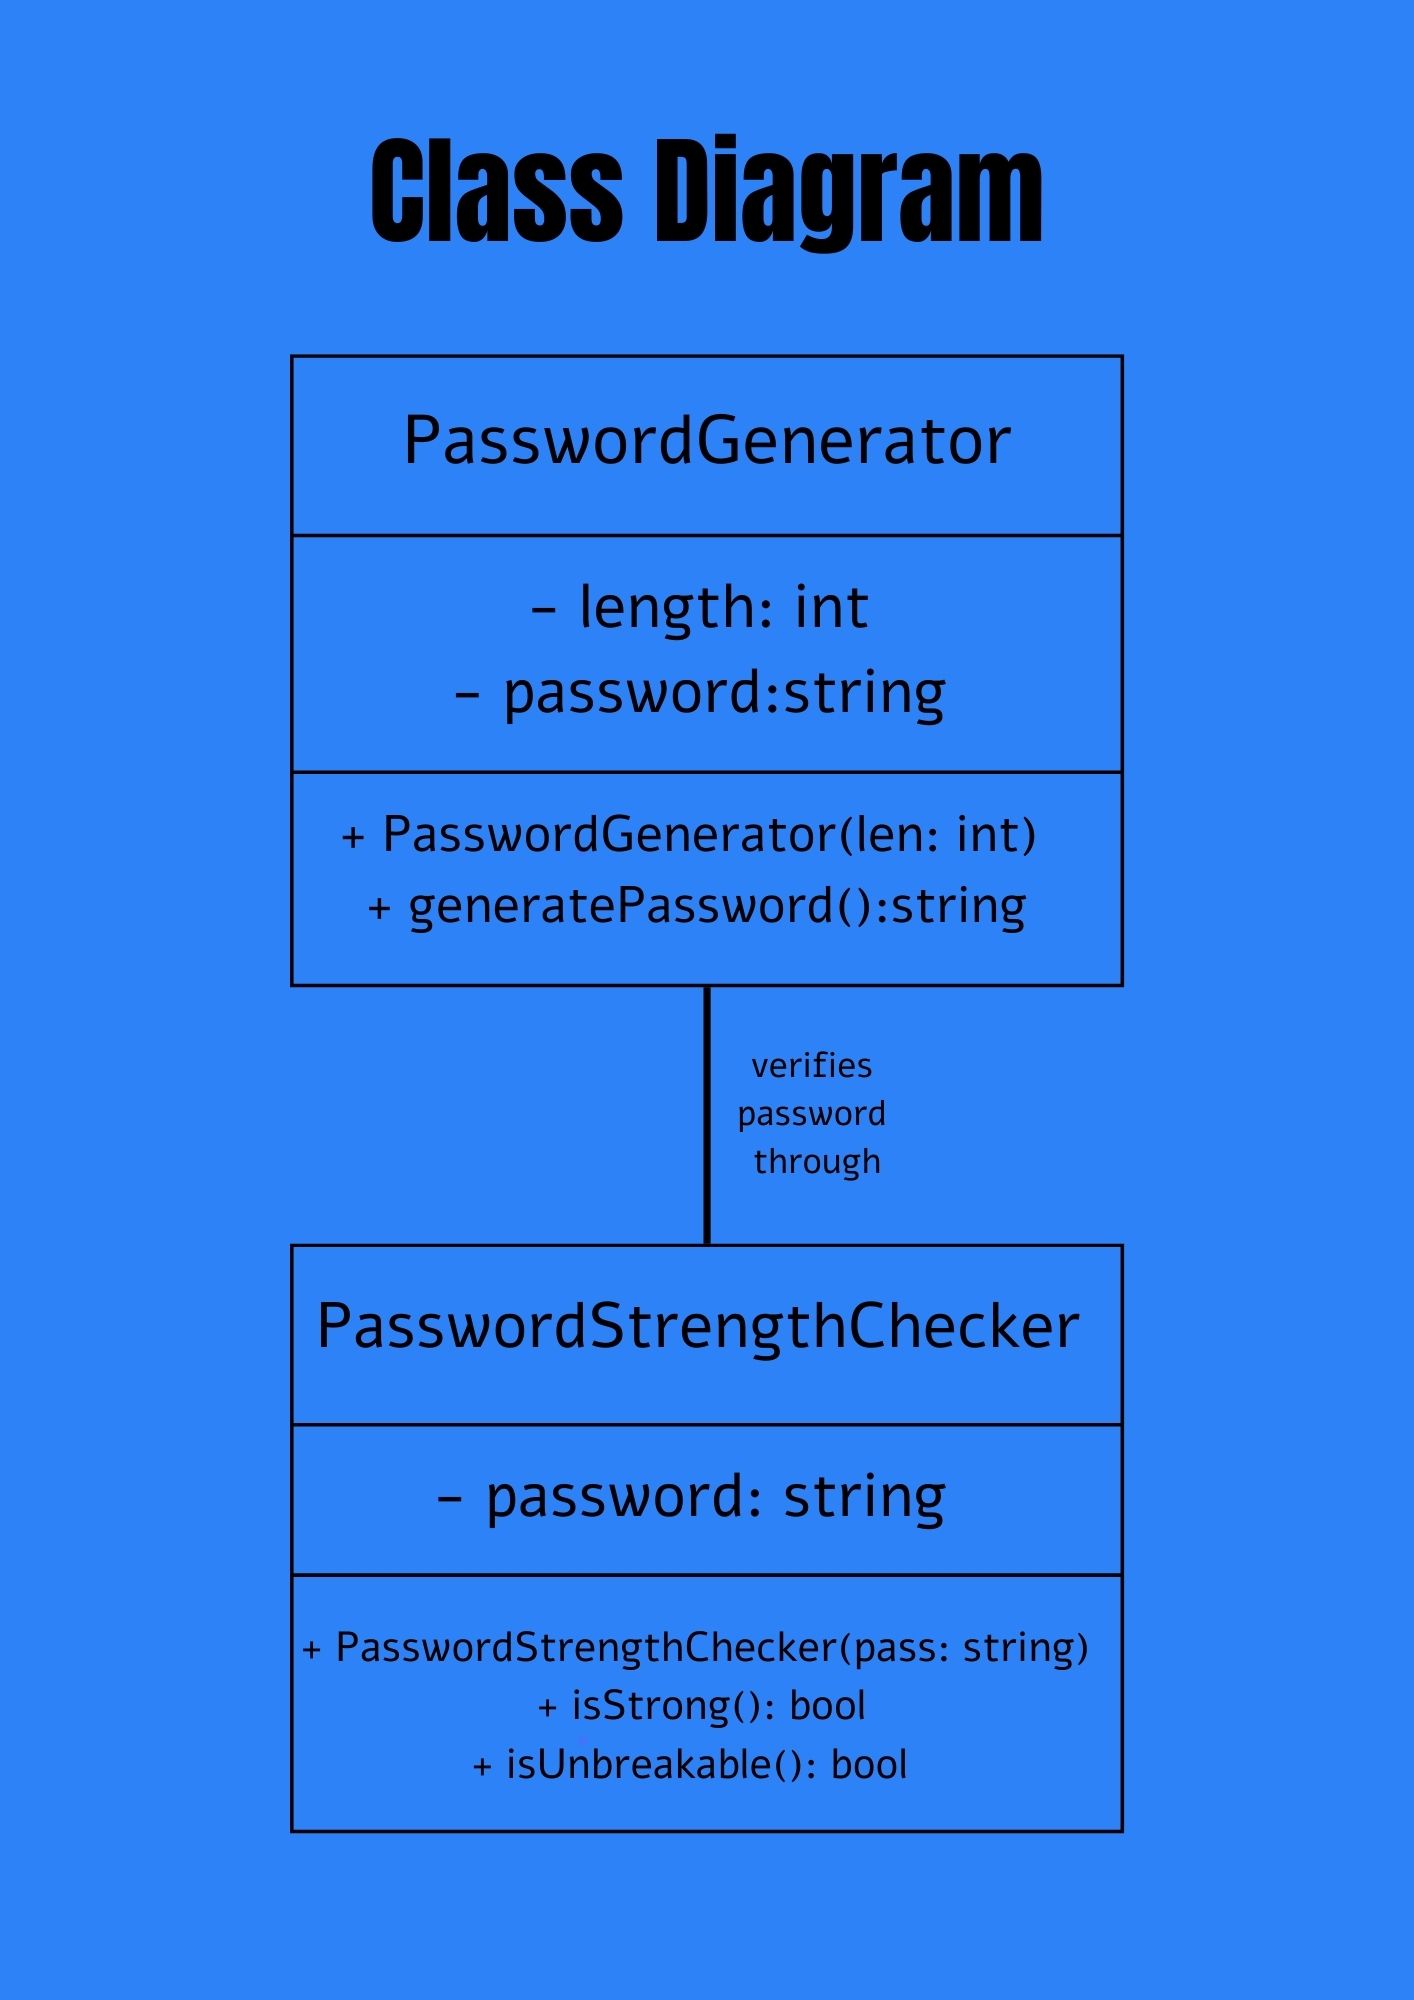 Class Diagram
PasswordGenerator
- length: int
- password:string
+ PasswordGenerator(len: int)
+ generatePassword():string
verifies
password
through
PasswordStrengthChecker
- password: string
+ PasswordStrengthChecker(pass: string)
+ isStrong(): bool
+ isUnbreakable(): bool